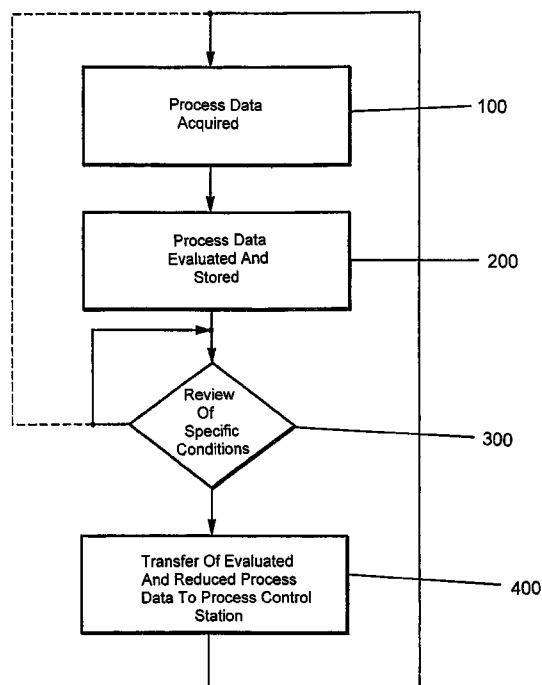 Process Data
Acquired
100
Process Data
Evaluated And
Stored
200
Review
Of
Specific
Conditions
300
Transfer Of Evaluated
And Reduced Process
Data To Process Control
Station
400